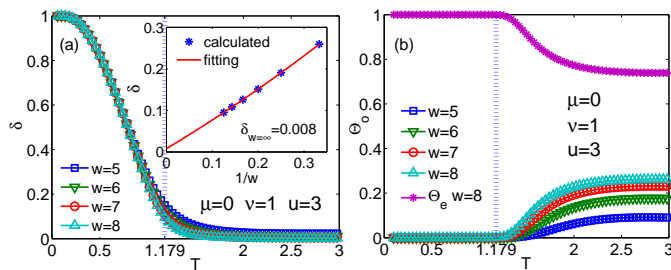 (a)
δ
1
0.8
0.6
0.4
0.2
0
0
0.5
1.179
2
2.5
3
T
w=5
w=6
w=7
w=8
μ=0 ν=1 u=3
δ
0.3
0.2
0.1
0
0
0.1
0.2
0.3
1/w
calculated
fitting
δw=∞=0.008
(b)
Θo
1
0.8
0.6
0.4
0.2
0
0
0.5
1.179
2
2.5
3
T
w=5
w=6
w=7
w=8
Θe w=8
μ=0
ν=1
u=3